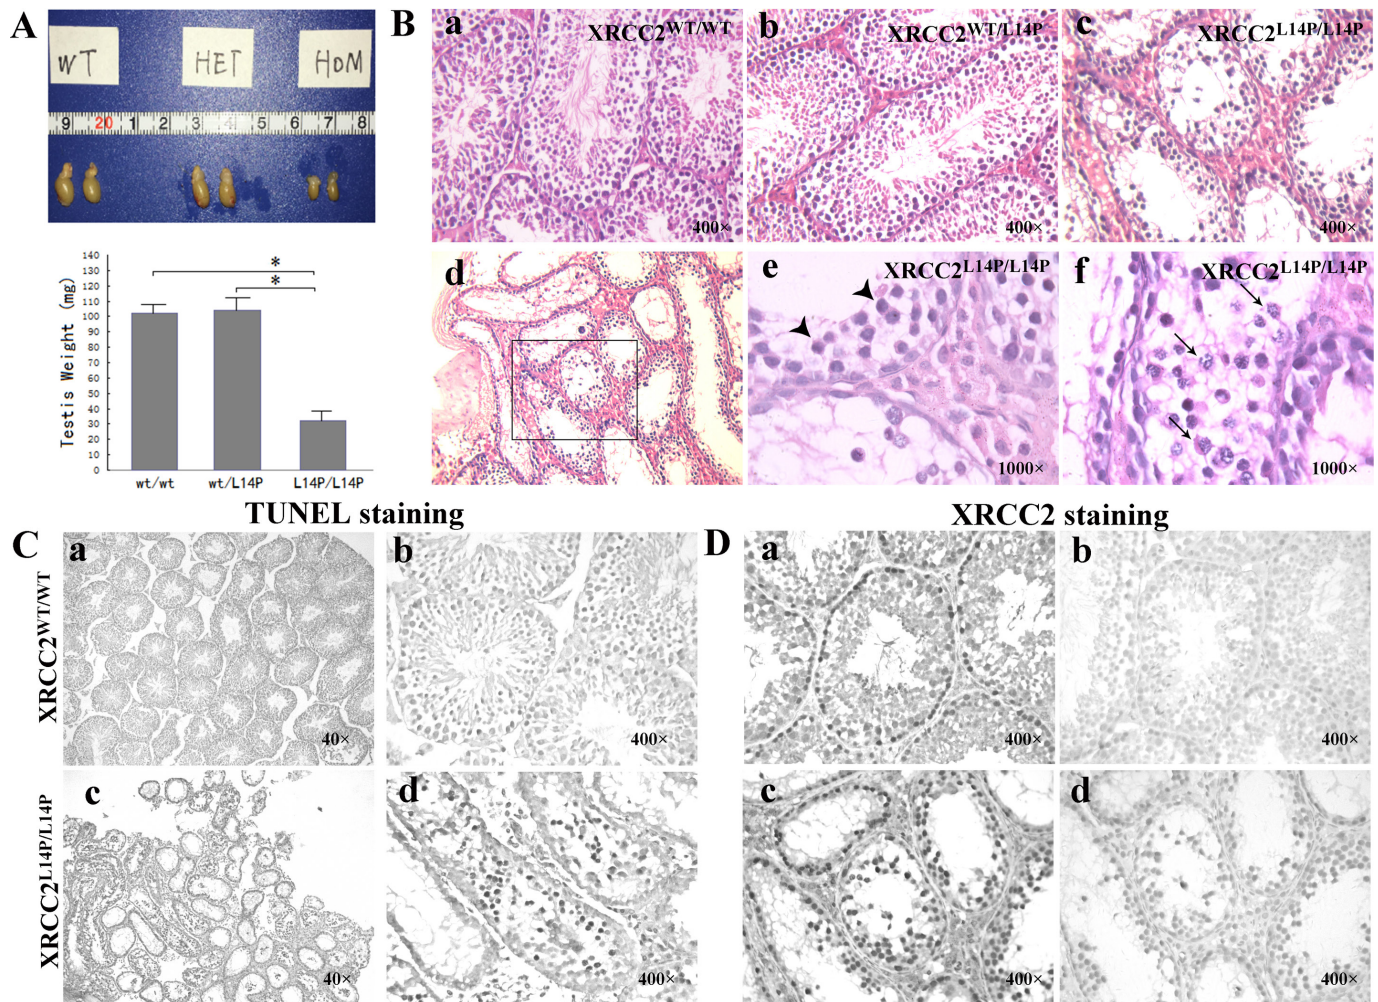 A
WT HET HOM
9 20 1 2 3 4 5 6 7 8
Testis Weight (mg)
140
130
120
110
100
90
80
70
60
50
40
30
20
10
0
*
*
wt/wt wt/L14P L14P/L14P
B
a XRCC2WT/WT 400×
b XRCC2WT/L14P 400×
c XRCC2L14P/L14P 400×
d
e XRCC2L14P/L14P 1000×
f XRCC2L14P/L14P 1000×
TUNEL staining
C
XRCC2WT/WT
a 40×
b 400×
XRCC2L14P/L14P
c 40×
d 400×
XRCC2 staining
D
a 400×
b 400×
c 400×
d 400×